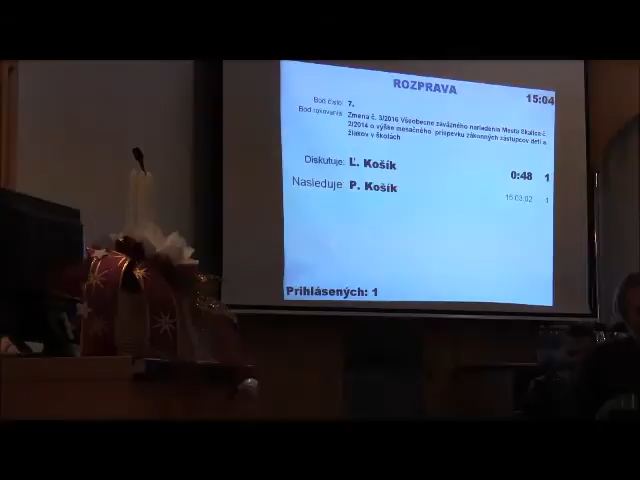 ROZPRAVA
15:04
Bod číslo: 7.
Bod rokovania: Zmena č. 3/2016 Všeobecne záväzného nariadenia Mesta Skalica č.
2/2014 o výške mesačného príspevku zákonných zástupcov detí a
žiakov v školách
Diskutuje: Ľ. Košík 0:48 1
Nasleduje: P. Košík 15:03:02 1
Prihlásených: 1